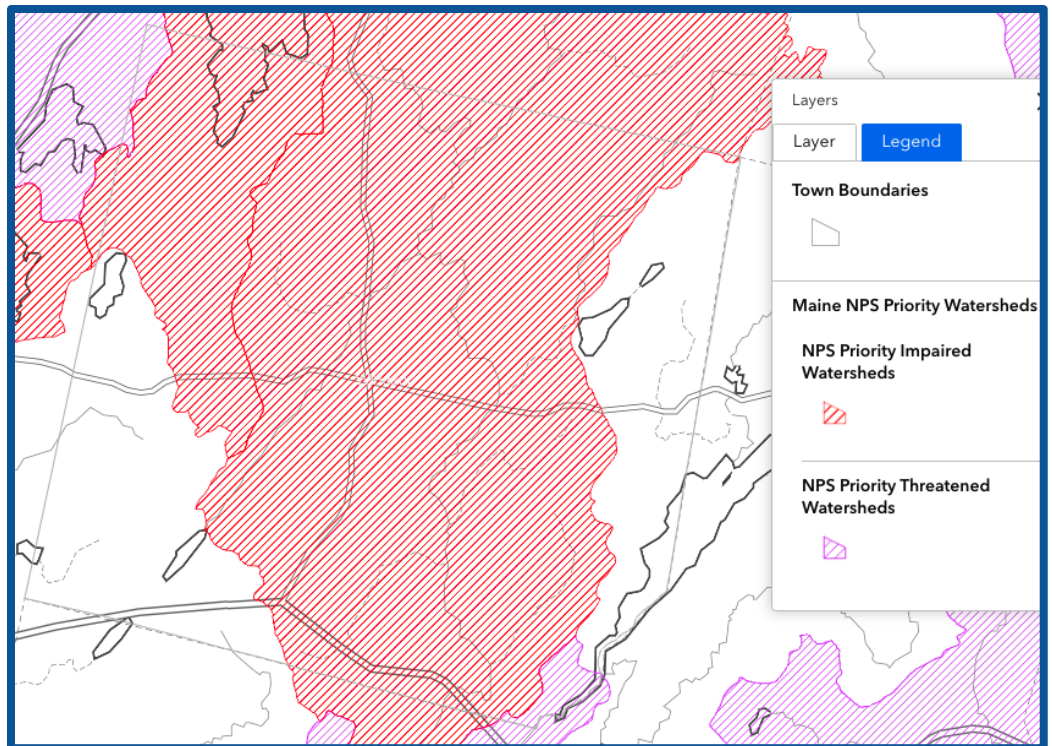 Layers
Layer
Legend
Town Boundaries
Maine NPS Priority Watersheds
NPS Priority Impaired
Watersheds
NPS Priority Threatened
Watersheds